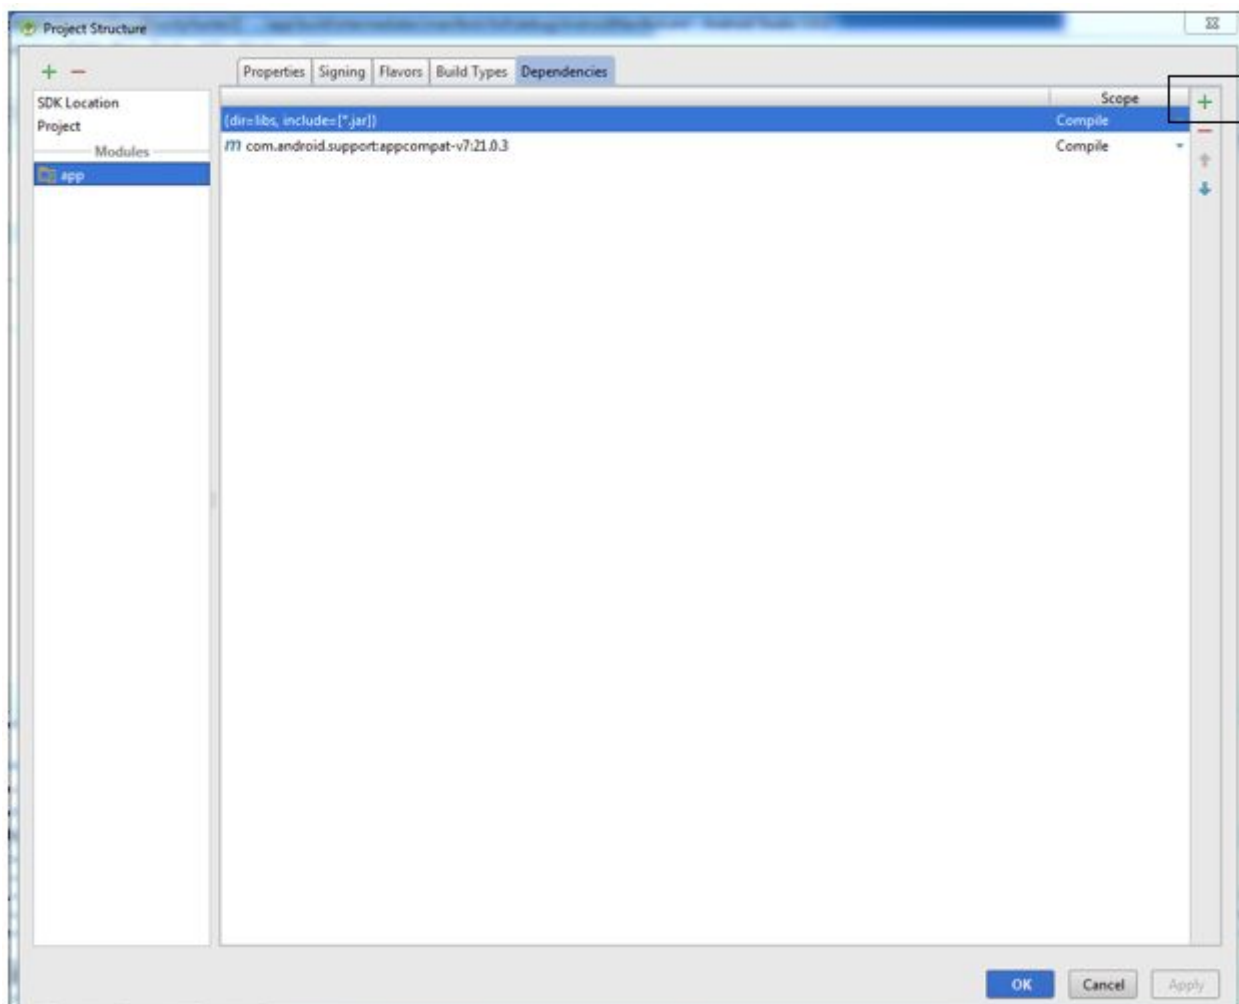 Project Structure
Properties Signing Flavors Build Types Dependencies
SDK Location
Project
Modules
app
Scope
{dir=libs, include=[*.jar]} Compile
m com.android.support:appcompat-v7:21.0.3 Compile
OK Cancel Apply